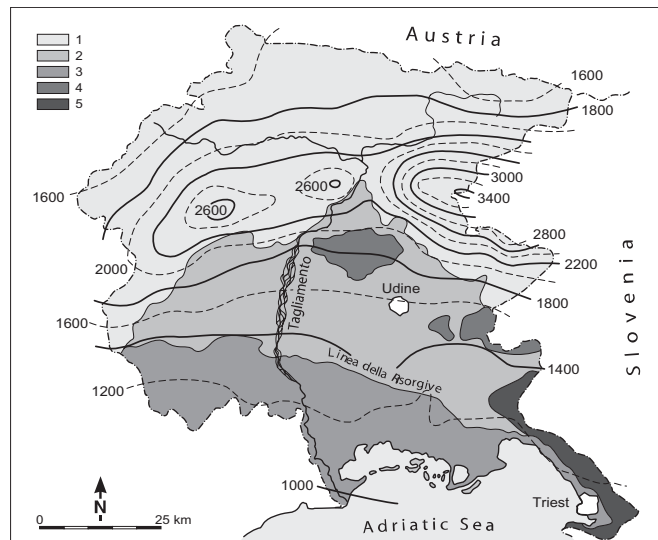 1
2
3
4
5
Austria
1600
1800
3000
3400
2600
2600
1600
2800
2200
2000
Slovenia
Tagliamento
Udine
1800
1600
Linea della Risorgive
1400
1200
1000
N
0 25 km
Triest
Adriatic Sea